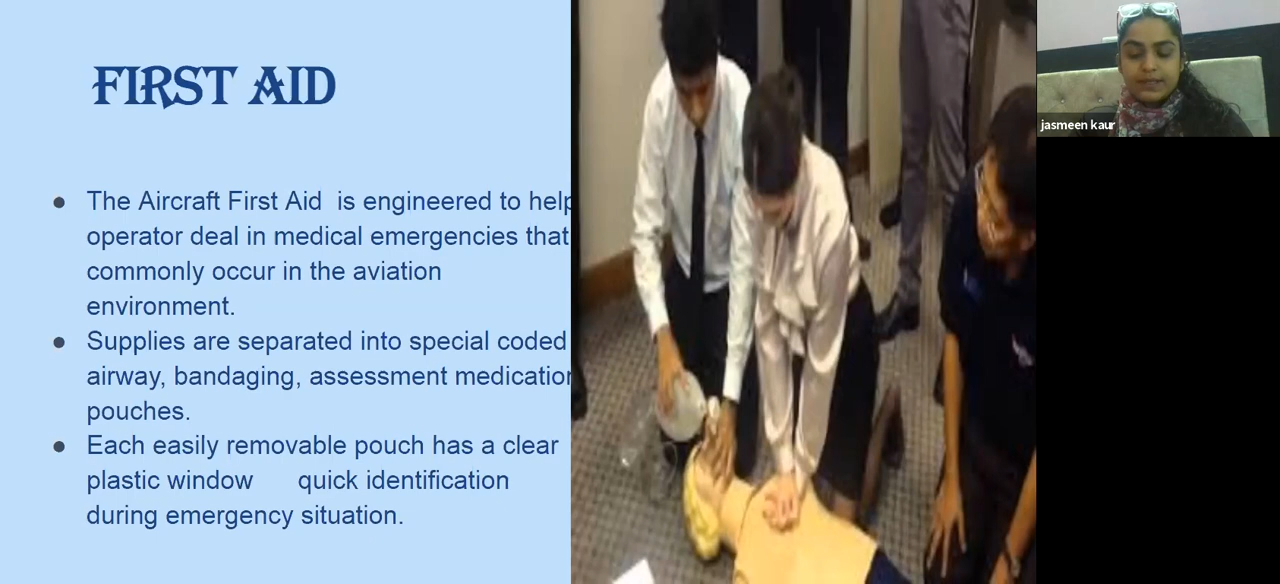 FIRST AID
jasmeen kaur
● The Aircraft First Aid is engineered to help
operator deal in medical emergencies that
commonly occur in the aviation
environment.
● Supplies are separated into special coded
airway, bandaging, assessment medication
pouches.
● Each easily removable pouch has a clear
plastic window quick identification
during emergency situation.